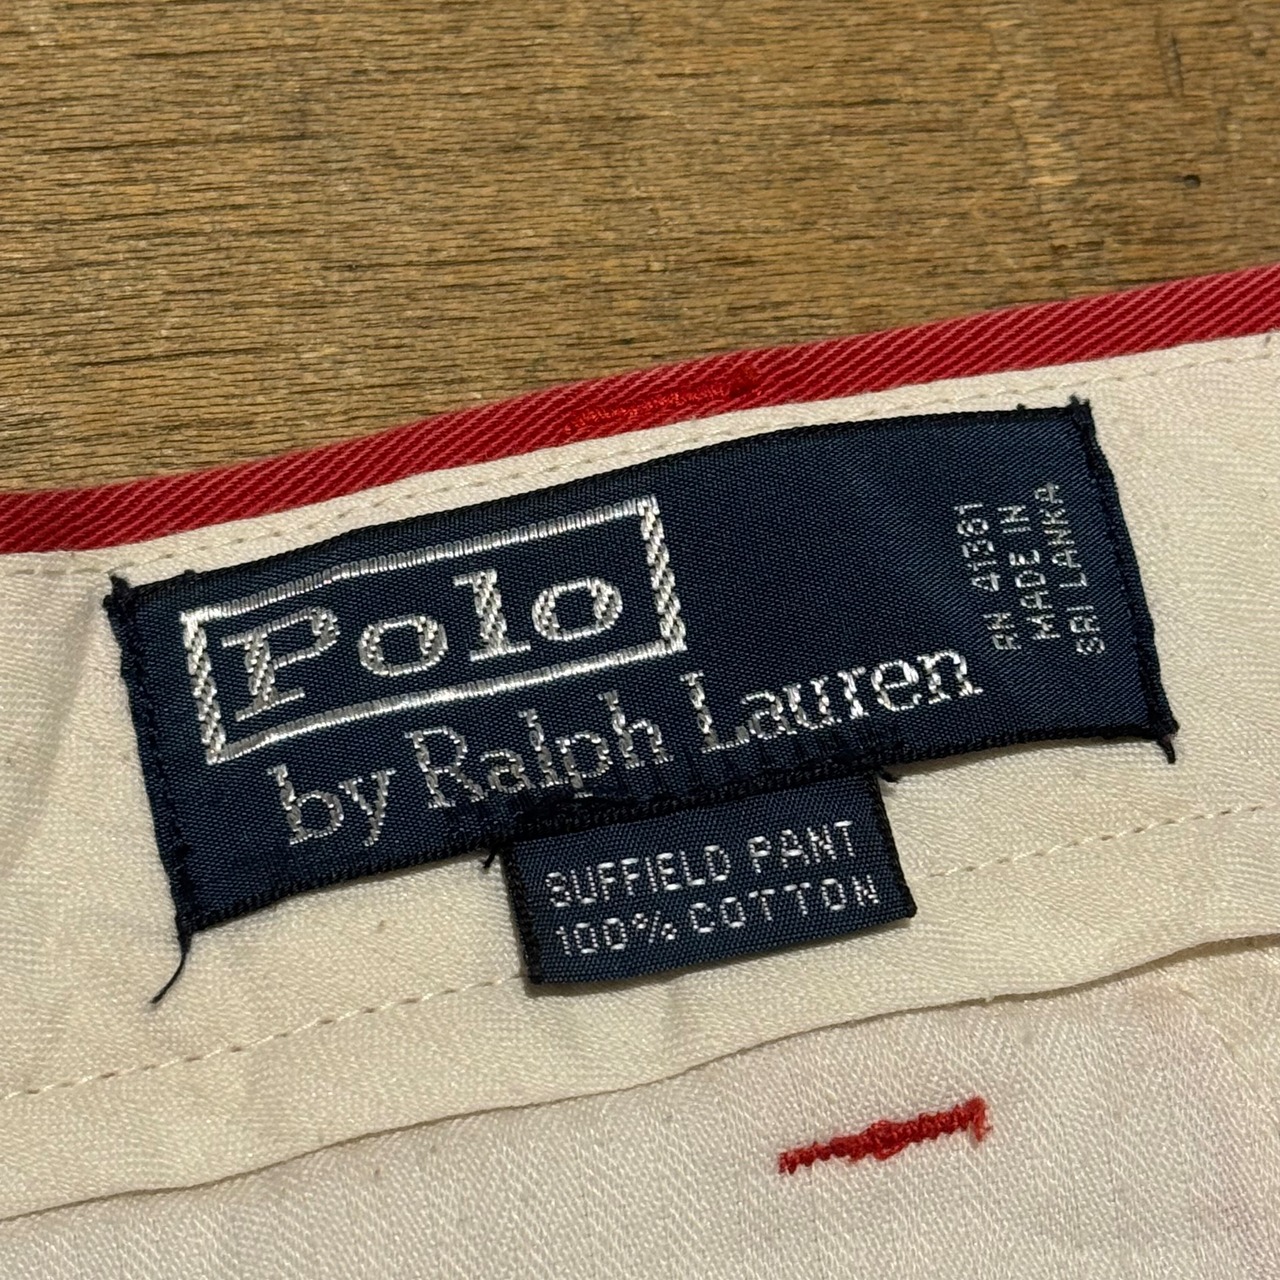 Polo
by Ralph Lauren
RN 41381
MADE IN
SRI LANKA
SUFFIELD PANT
100% COTTON